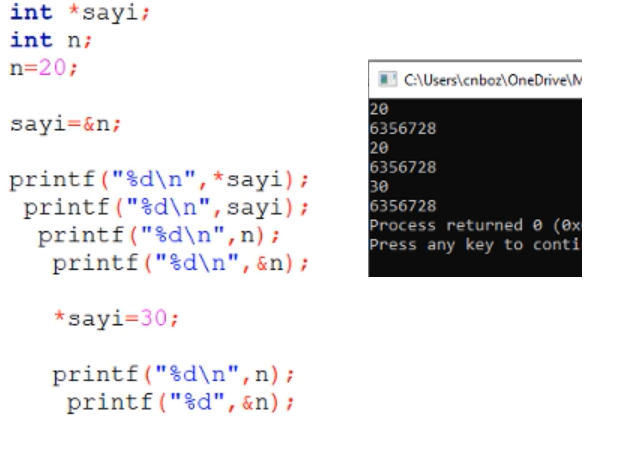 int *sayi;
int n;
n=20;
sayi=&n;
printf("%d\n",*sayi);
printf("%d\n",sayi);
printf("%d\n",n);
printf("%d\n",&n);
*sayi=30;
printf("%d\n",n);
printf("%d",&n);
C:\Users\cnboz\OneDrive\M
20
6356728
20
6356728
30
6356728
Process returned 0 (0x
Press any key to conti